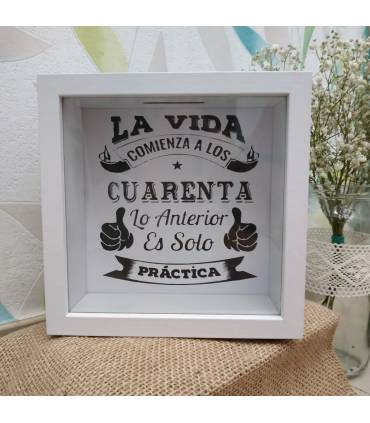 LA VIDA
COMIENZA A LOS
CUARENTA
Lo Anterior
Es Solo
PRÁCTICA